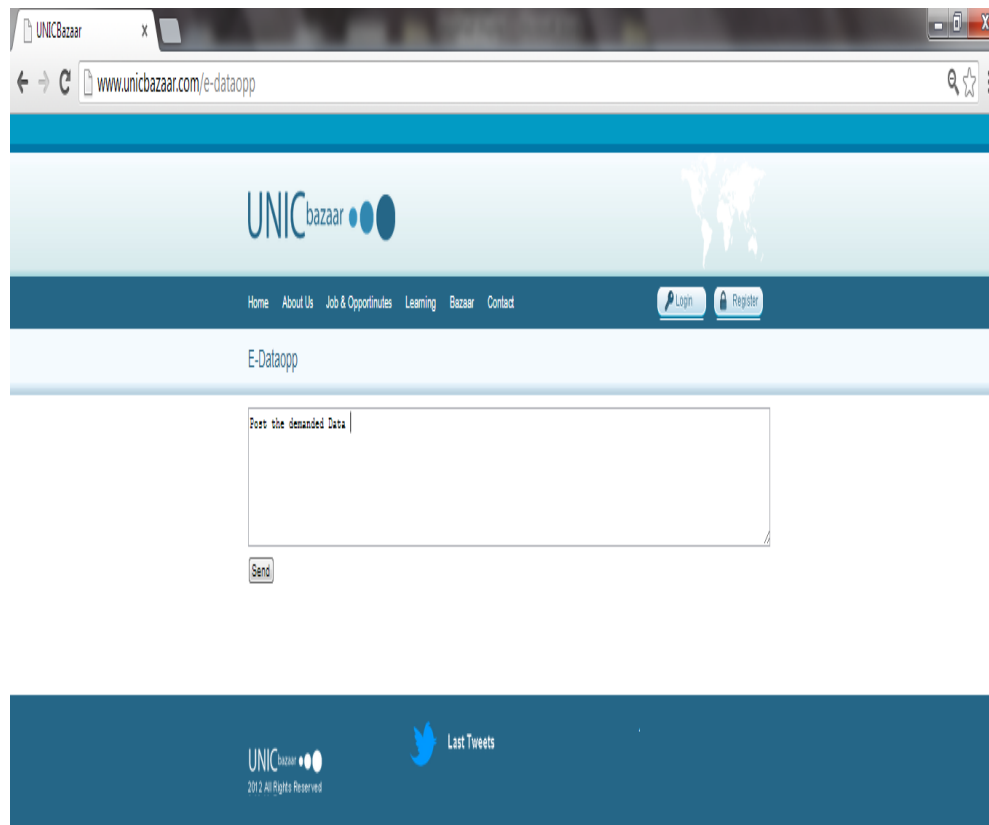 UNICBazaar x
www.unicbazaar.com/e-dataopp
UNIC bazaar
Home About Us Job & Opportinutes Learning Bazaar Contact Login Register
E-Dataopp
Post the demanded Data
Send
Last Tweets
UNIC bazaar
2012 All Rights Reserved